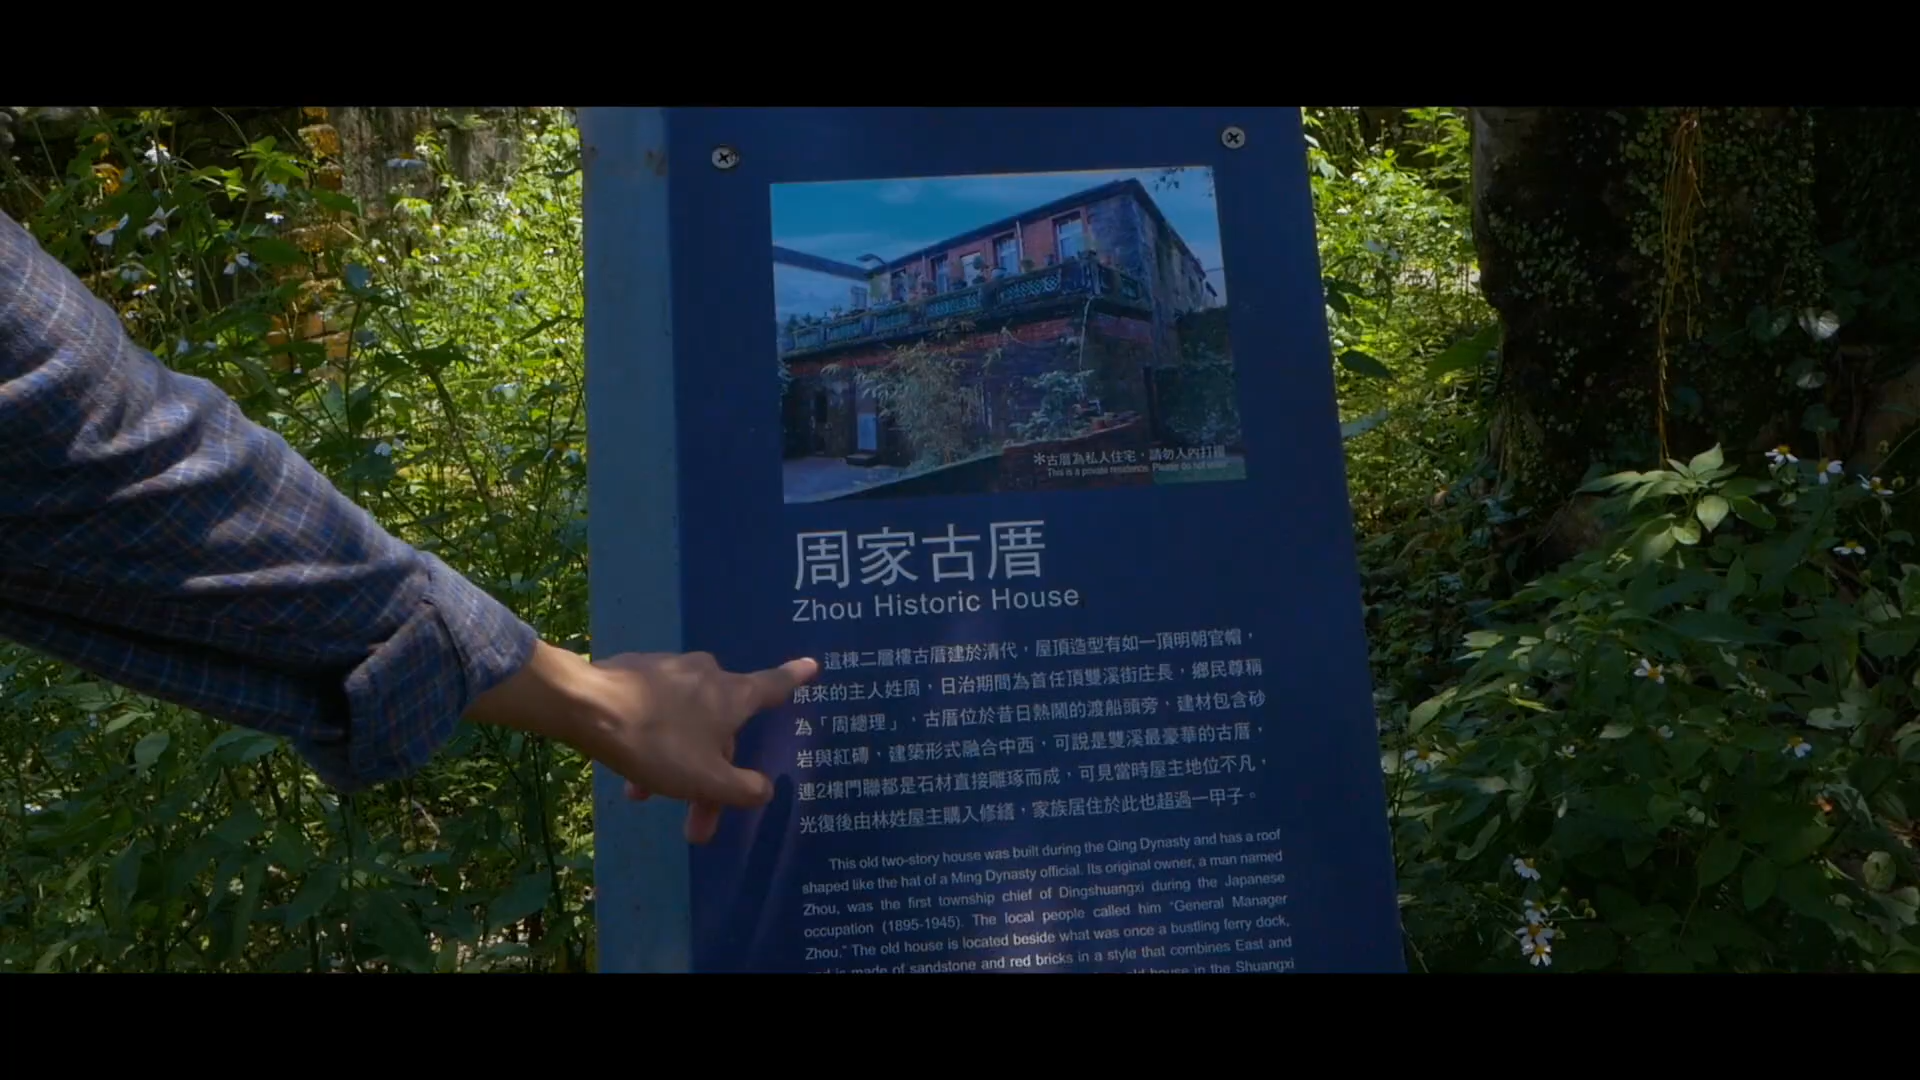 *古厝為私人住宅，請勿入內打擾
This is a private residence. Please do not enter.
周家古厝
Zhou Historic House
這棟二層樓古厝建於清代，屋頂造型有如一頂明朝官帽，
原來的主人姓周，日治期間為首任頂雙溪街庄長，鄉民尊稱
為「周總理」，古厝位於昔日熱鬧的渡船頭旁，建材包含砂
岩與紅磚，建築形式融合中西，可說是雙溪最豪華的古厝，
連2樓門聯都是石材直接雕琢而成，可見當時屋主地位不凡，
光復後由林姓屋主購入修繕，家族居住於此也超過一甲子。
This old two-story house was built during the Qing Dynasty and has a roof
shaped like the hat of a Ming Dynasty official. Its original owner, a man named
Zhou, was the first township chief of Dingshuangxi during the Japanese
occupation (1895-1945). The local people called him "General Manager
Zhou." The old house is located beside what was once a bustling ferry dock,
and is made of sandstone and red bricks in a style that combines East and
old house in the Shuangxi